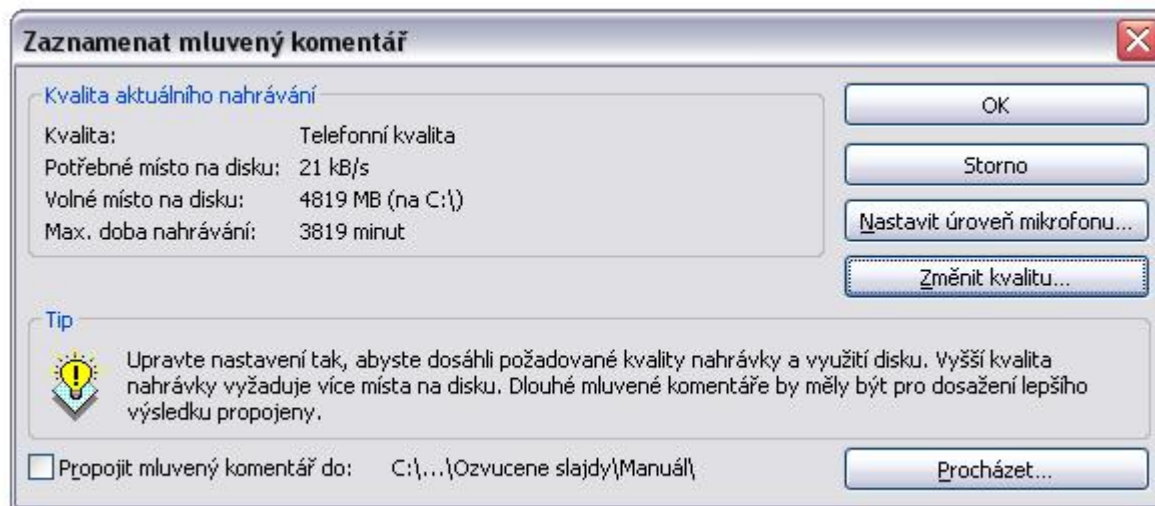 Zaznamenat mluvený komentář
Kvalita aktuálního nahrávání
Kvalita: Telefonní kvalita
Potřebné místo na disku: 21 kB/s
Volné místo na disku: 4819 MB (na C:\)
Max. doba nahrávání: 3819 minut
OK
Storno
Nastavit úroveň mikrofonu...
Změnit kvalitu...
Tip
Upravte nastavení tak, abyste dosáhli požadované kvality nahrávky a využití disku. Vyšší kvalita
nahrávky vyžaduje více místa na disku. Dlouhé mluvené komentáře by měly být pro dosažení lepšího
výsledku propojeny.
Propojit mluvený komentář do: C:\...\Ozvucene slajdy\Manuál\
Procházet...